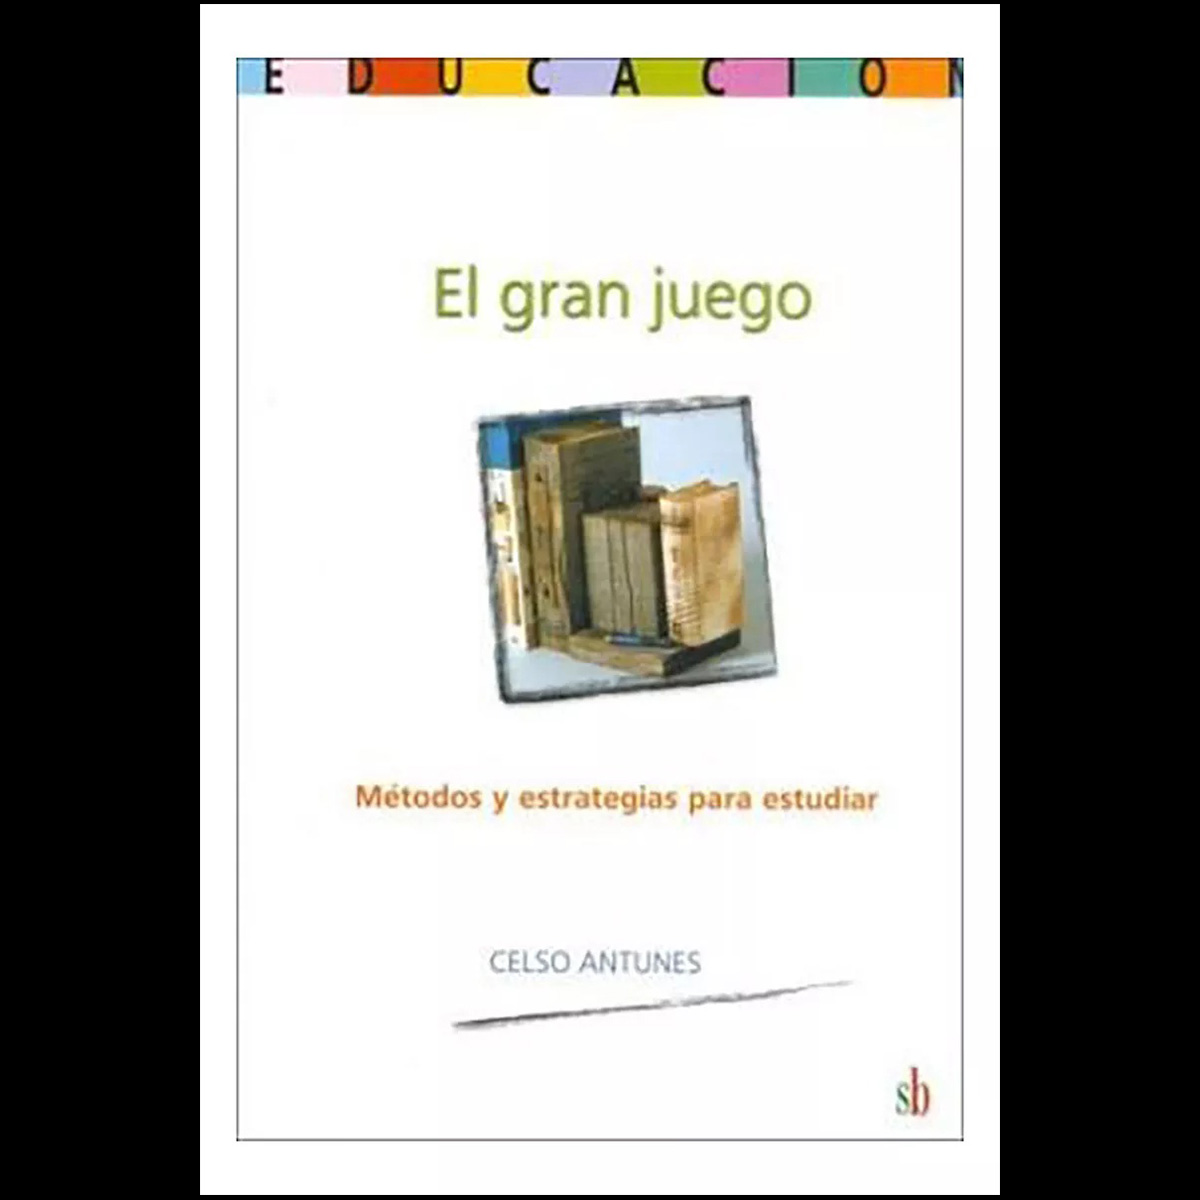 EDUCACION
El gran juego
Métodos y estrategias para estudiar
CELSO ANTUNES
sb